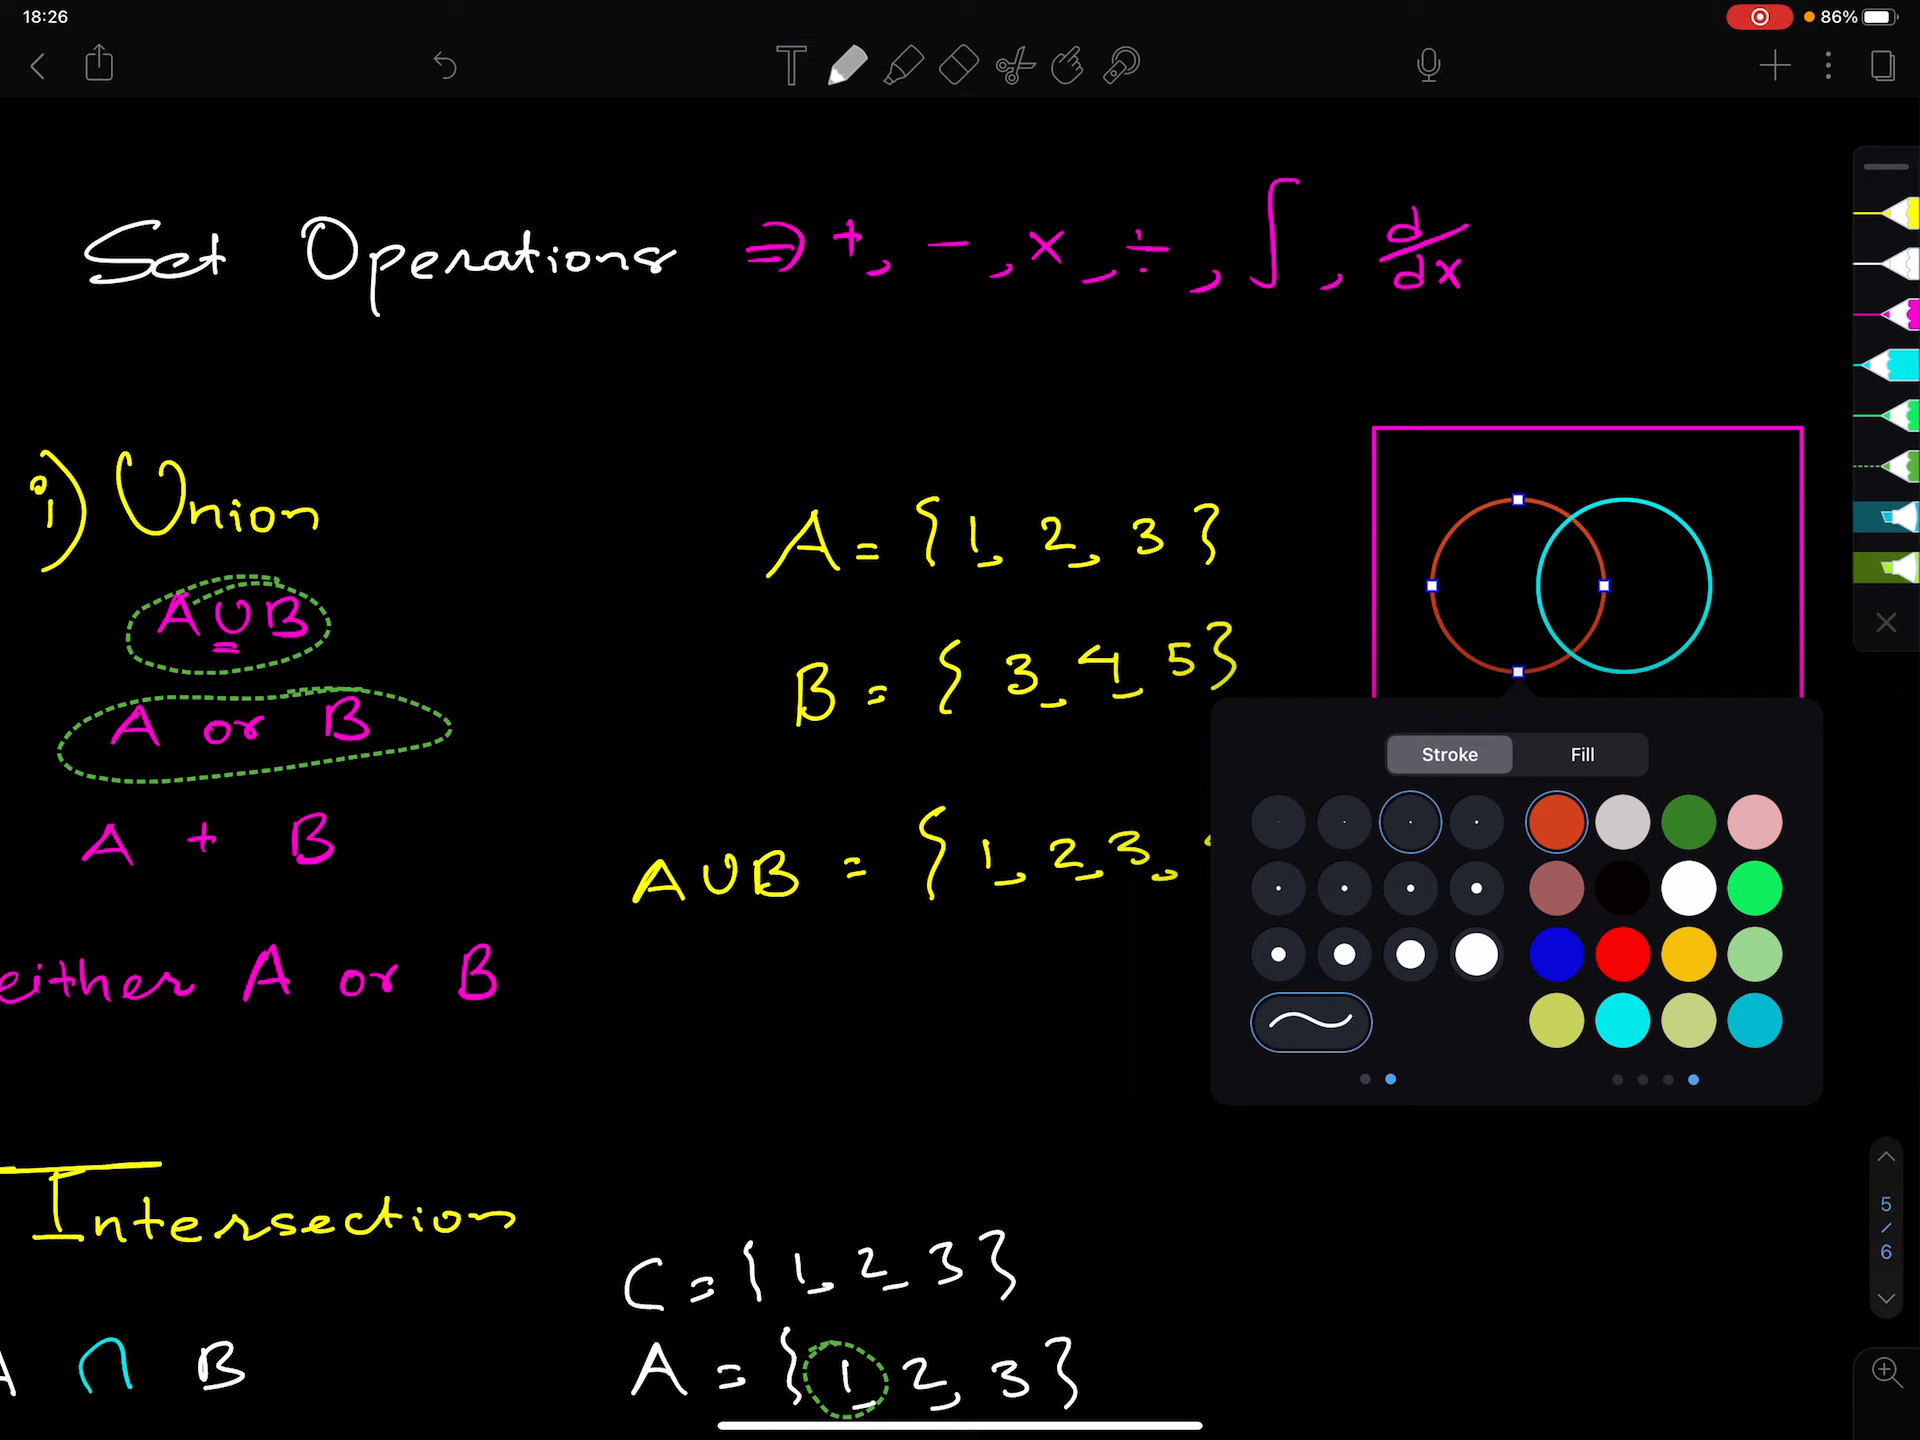 18:26
86%
Set Operations ⇒ +, −, ×, ÷, ∫, d/dx
i) Union
A∪B
A or B
A + B
either A or B
A = {1, 2, 3}
B = {3, 4, 5}
A∪B = {1, 2, 3,
Stroke Fill
5
/
6
Intersection
∩ B
C = {1, 2, 3}
A = {1, 2, 3}